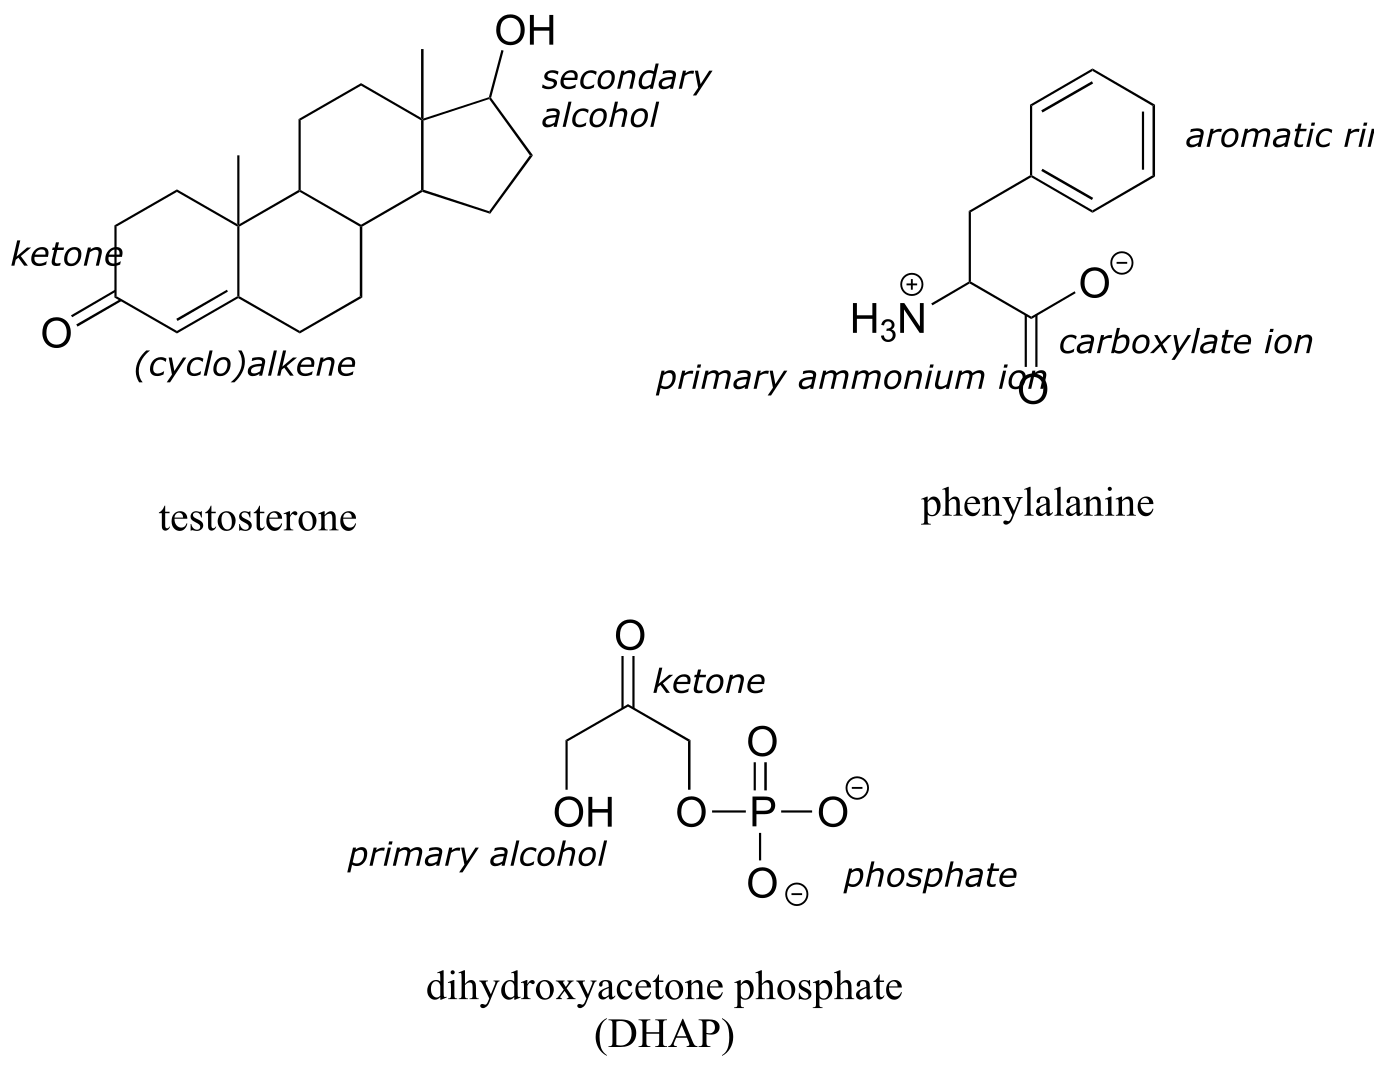 OH
secondary
alcohol
ketone
O
(cyclo)alkene
testosterone
aromatic rin
H3N
+
O
−
carboxylate ion
primary ammonium ion
O
phenylalanine
O
ketone
OH
primary alcohol
O
P
O
O
−
O
−
phosphate
dihydroxyacetone phosphate
(DHAP)